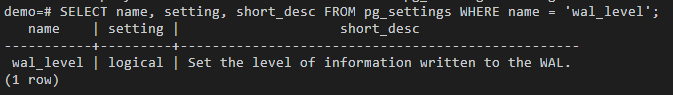 demo=# SELECT name, setting, short_desc FROM pg_settings WHERE name = 'wal_level';
   name    | setting |                    short_desc
-----------+---------+---------------------------------------------------
 wal_level | logical | Set the level of information written to the WAL.
(1 row)